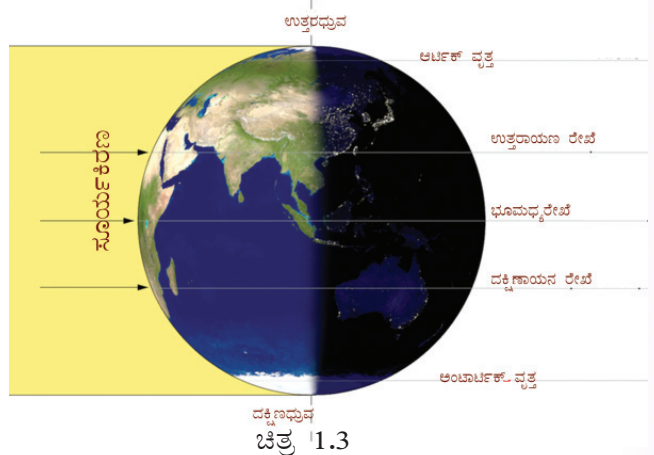 ಉತ್ತರಧ್ರುವ
ಆರ್ಟಿಕ್ ವೃತ್ತ
ಉತ್ತರಾಯಣ ರೇಖೆ
ಸೂರ್ಯಕಿರಣ
ಭೂಮಧ್ಯರೇಖೆ
ದಕ್ಷಿಣಾಯನ ರೇಖೆ
ಅಂಟಾರ್ಟಿಕ್ ವೃತ್ತ
ದಕ್ಷಿಣಧ್ರುವ
ಚಿತ್ರ 1.3